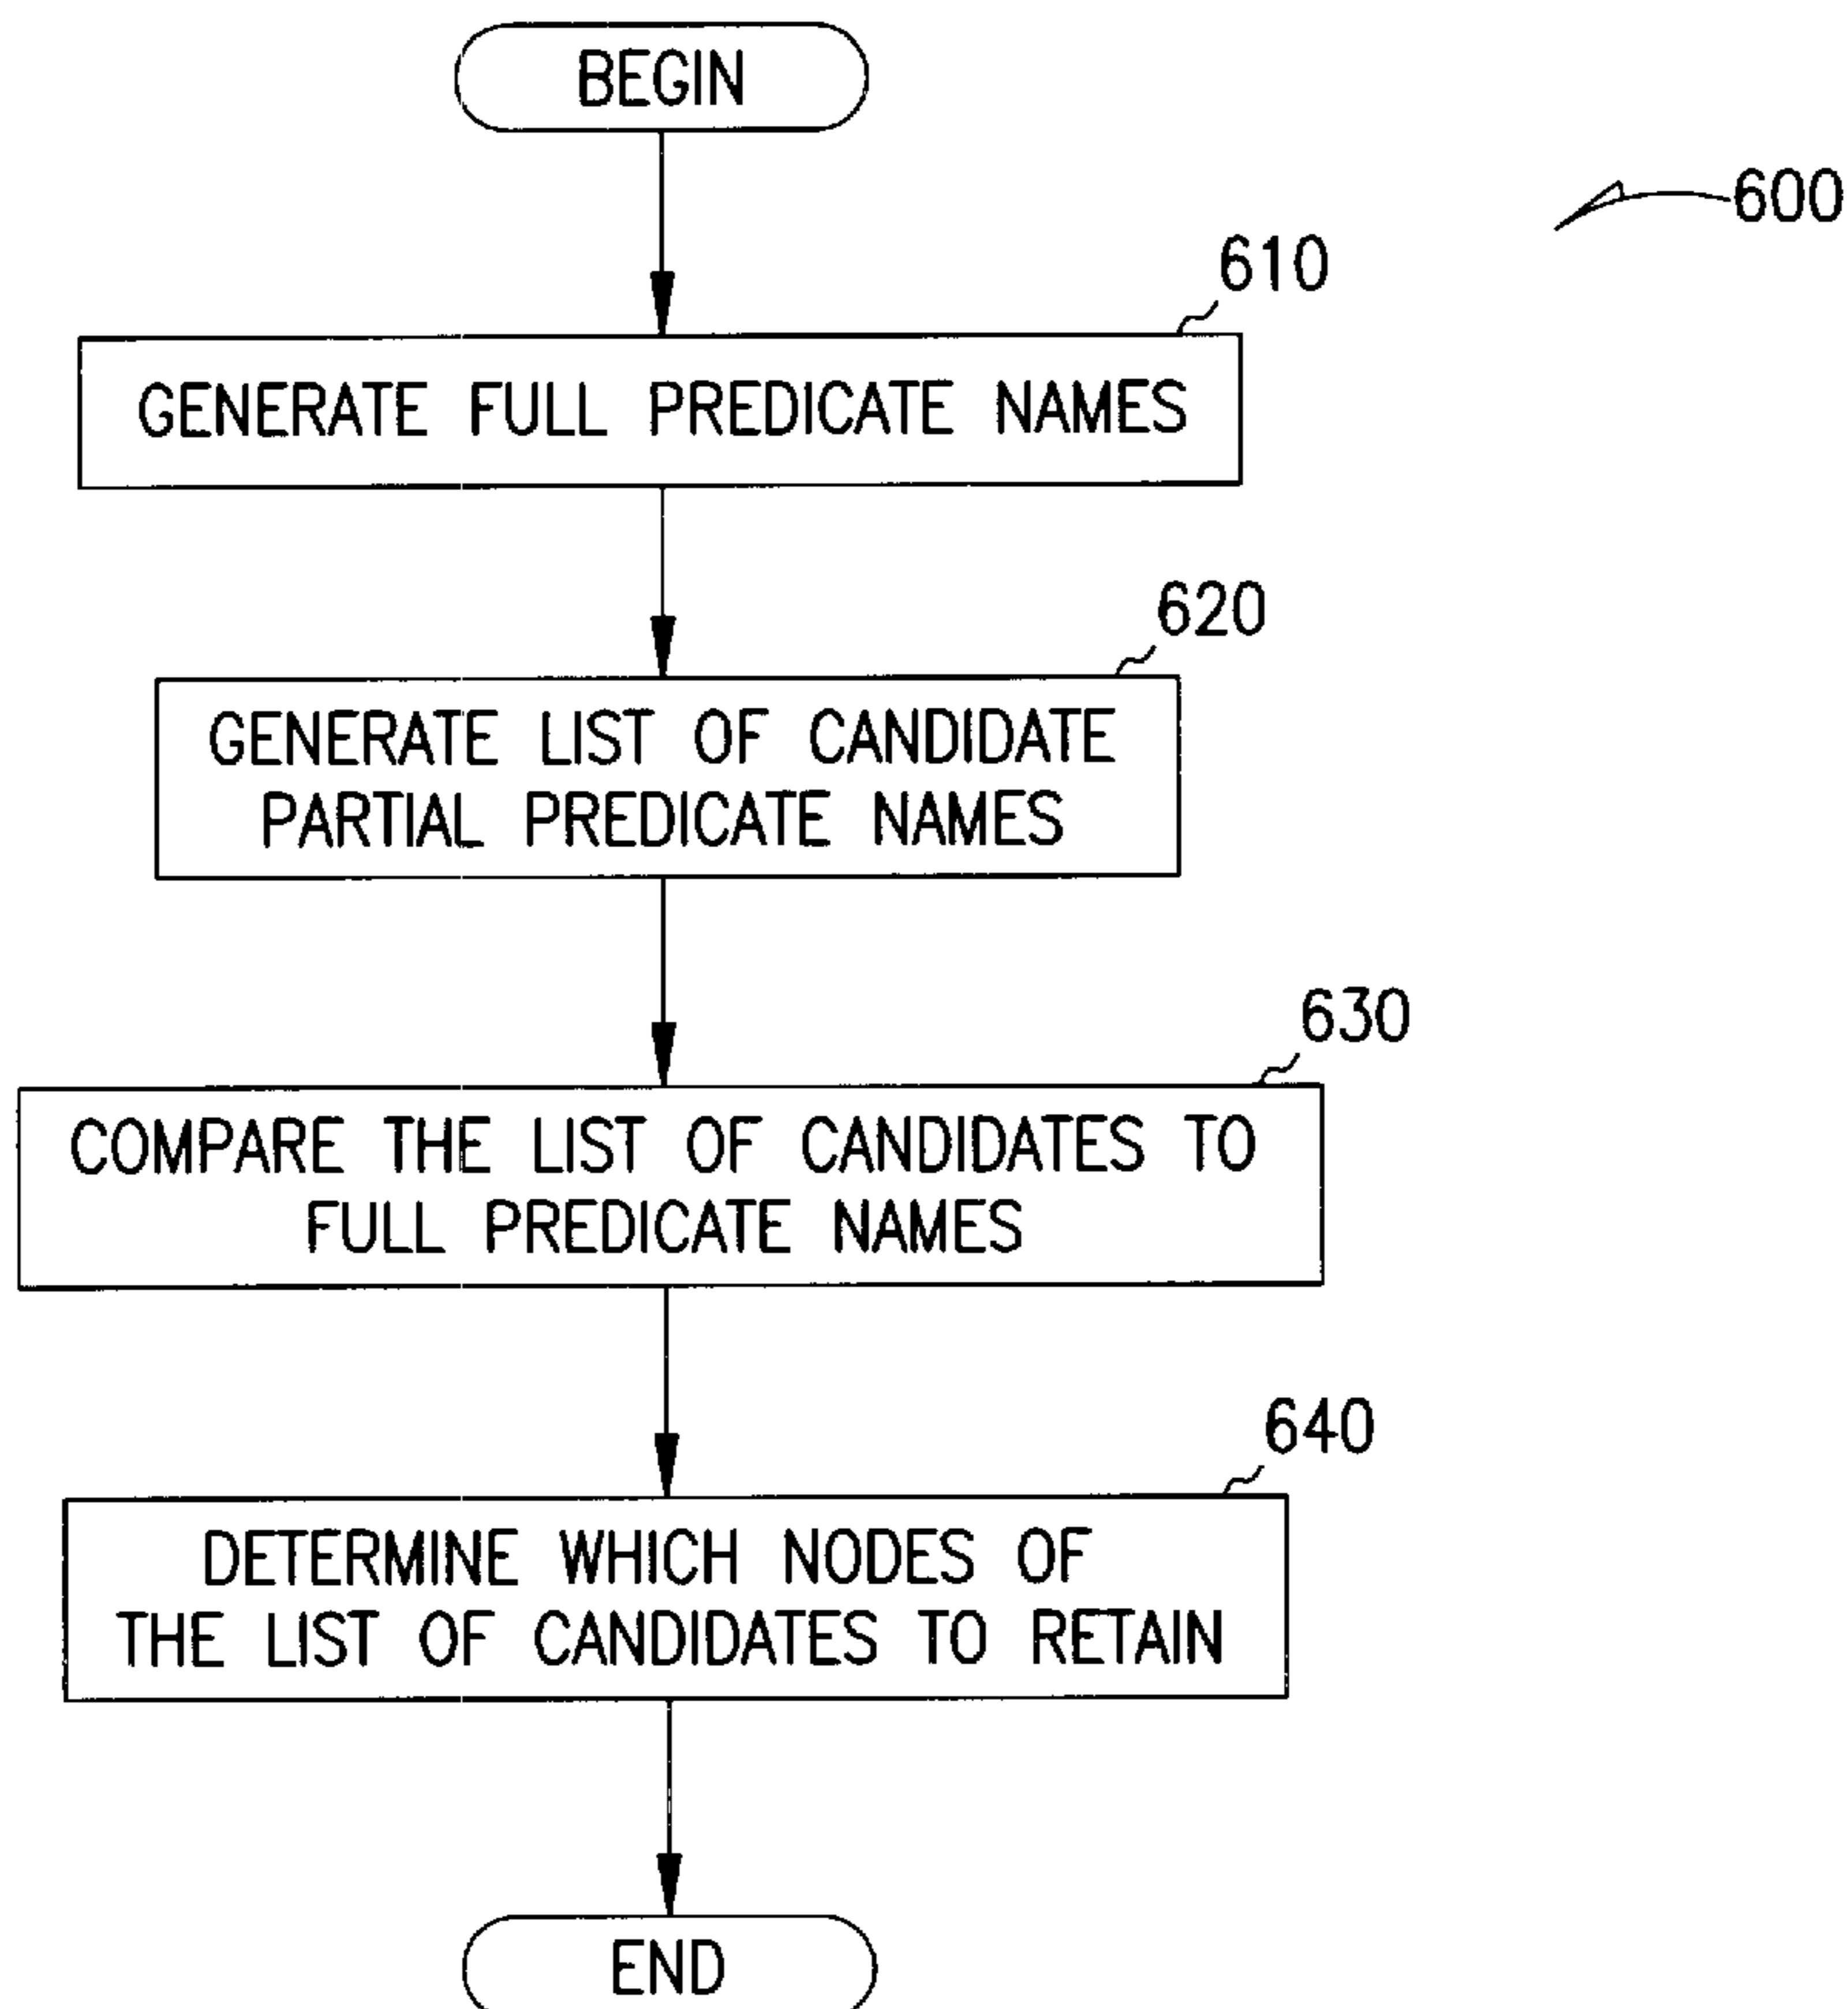 BEGIN
600
610
GENERATE FULL PREDICATE NAMES
620
GENERATE LIST OF CANDIDATE
PARTIAL PREDICATE NAMES
630
COMPARE THE LIST OF CANDIDATES TO
FULL PREDICATE NAMES
640
DETERMINE WHICH NODES OF
THE LIST OF CANDIDATES TO RETAIN
END